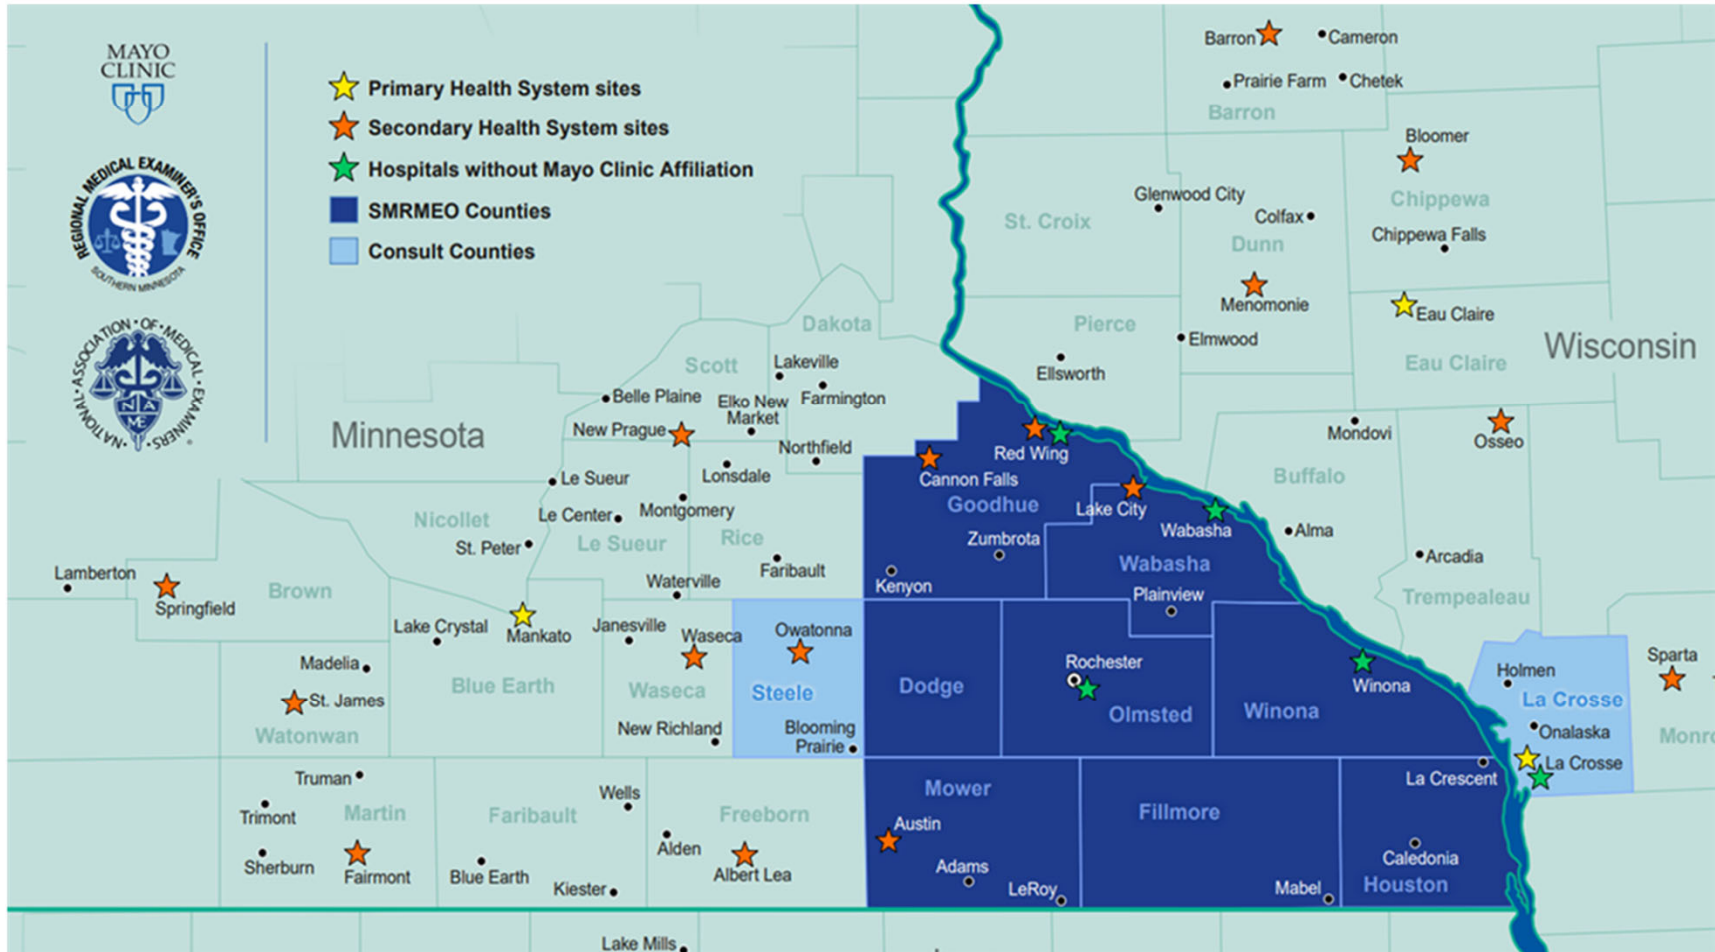 MAYO
CLINIC
REGIONAL MEDICAL EXAMINER'S OFFICE
SOUTHERN MINNESOTA
NATIONAL·ASSOCIATION·OF·MEDICAL·EXAMINERS·
N A
ME
Primary Health System sites
Secondary Health System sites
Hospitals without Mayo Clinic Affiliation
SMRMEO Counties
Consult Counties
Barron
Cameron
Prairie Farm
Chetek
Barron
Bloomer
Chippewa
Glenwood City
Colfax
St. Croix
Dunn
Chippewa Falls
Menomonie
Eau Claire
Dakota
Pierce
Elmwood
Wisconsin
Scott
Lakeville
Ellsworth
Eau Claire
Belle Plaine
Elko New
Market
Farmington
Minnesota
New Prague
Northfield
Red Wing
Mondovi
Osseo
Le Sueur
Lonsdale
Cannon Falls
Buffalo
Nicollet
Le Center
Montgomery
Goodhue
Lake City
Wabasha
Alma
St. Peter
Le Sueur
Rice
Zumbrota
Arcadia
Lamberton
Springfield
Brown
Waterville
Faribault
Kenyon
Wabasha
Plainview
Trempealeau
Lake Crystal
Mankato
Janesville
Waseca
Owatonna
Madelia
Rochester
Winona
Holmen
Sparta
St. James
Blue Earth
Waseca
Steele
Dodge
Olmsted
Winona
La Crosse
Watonwan
New Richland
Blooming
Prairie
Onalaska
Monro
La Crosse
Truman
La Crescent
Trimont
Martin
Faribault
Wells
Freeborn
Mower
Fillmore
Austin
Alden
Sherburn
Fairmont
Blue Earth
Kiester
Albert Lea
Adams
LeRoy
Mabel
Caledonia
Houston
Lake Mills